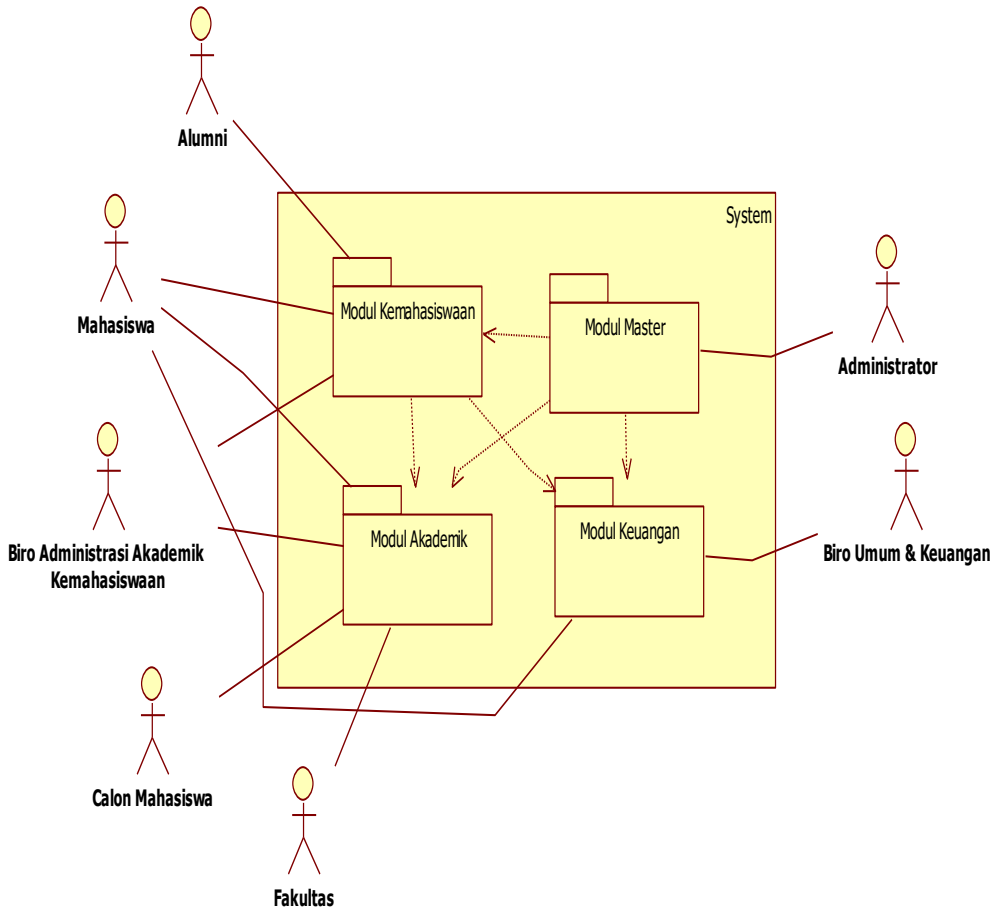 Alumni
System
Mahasiswa
Modul Kemahasiswaan
Modul Master
Administrator
Biro Administrasi Akademik
Kemahasiswaan
Modul Akademik
Modul Keuangan
Biro Umum & Keuangan
Calon Mahasiswa
Fakultas